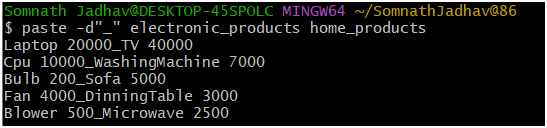 Somnath Jadhav@DESKTOP-45SPOLC MINGW64 ~/SomnathJadhav@86
$ paste -d"_" electronic_products home_products
Laptop 20000_TV 40000
Cpu 10000_WashingMachine 7000
Bulb 200_Sofa 5000
Fan 4000_DinningTable 3000
Blower 500_Microwave 2500